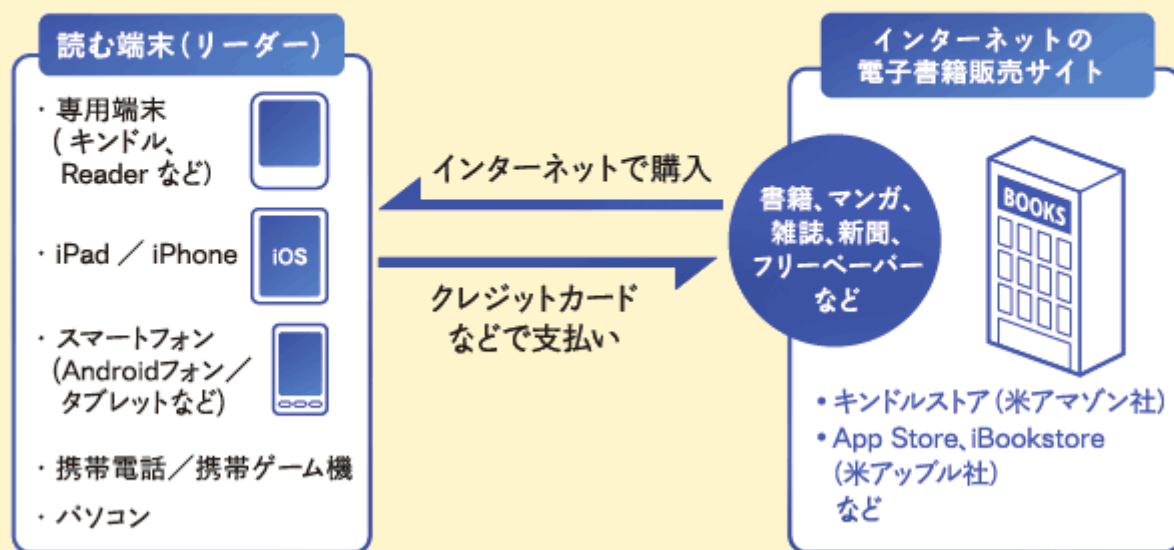 読む端末(リーダー)
・専用端末
(キンドル、
Reader など)
・iPad ／ iPhone
iOS
・スマートフォン
(Androidフォン／
タブレットなど)
・携帯電話／携帯ゲーム機
・パソコン
インターネットで購入
クレジットカード
などで支払い
インターネットの
電子書籍販売サイト
書籍、マンガ、
雑誌、新聞、
フリーペーパー
など
BOOKS
•キンドルストア(米アマゾン社)
•App Store、iBookstore
(米アップル社)
など